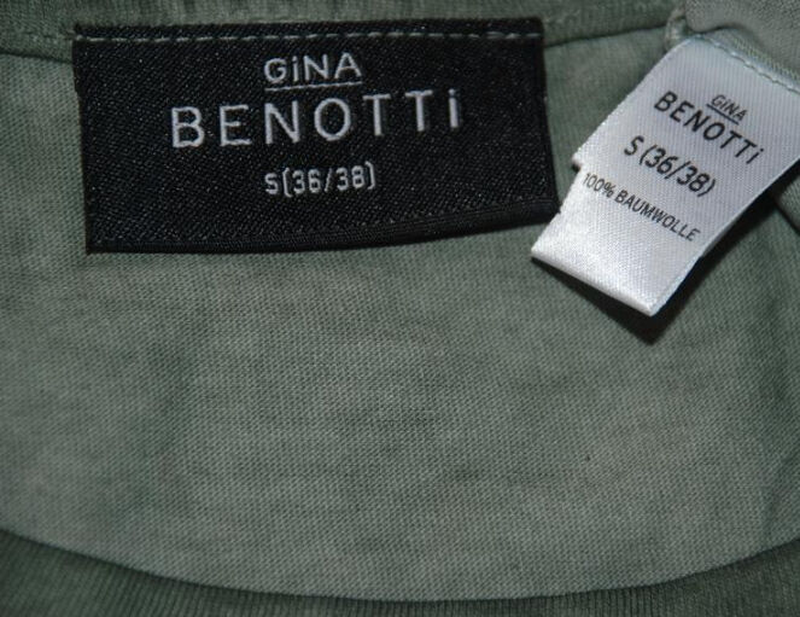 GiNA
BENOTTi
S(36/38)
GiNA
BENOTTi
S (36/38)
100% BAUMWOLLE